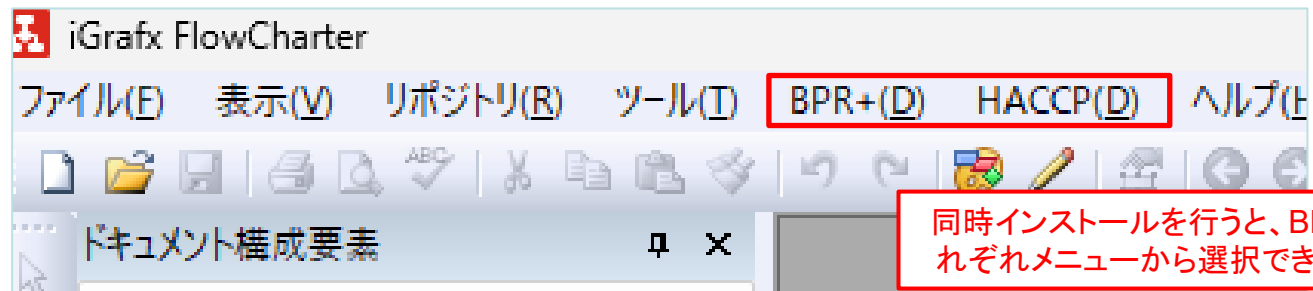 iGrafx FlowCharter
ファイル(F) 表示(V) リポジトリ(R) ツール(T) BPR+(D) HACCP(D) ヘルプ(H
ABC
ドキュメント構成要素
同時インストールを行うと、BP
れぞれメニューから選択でき